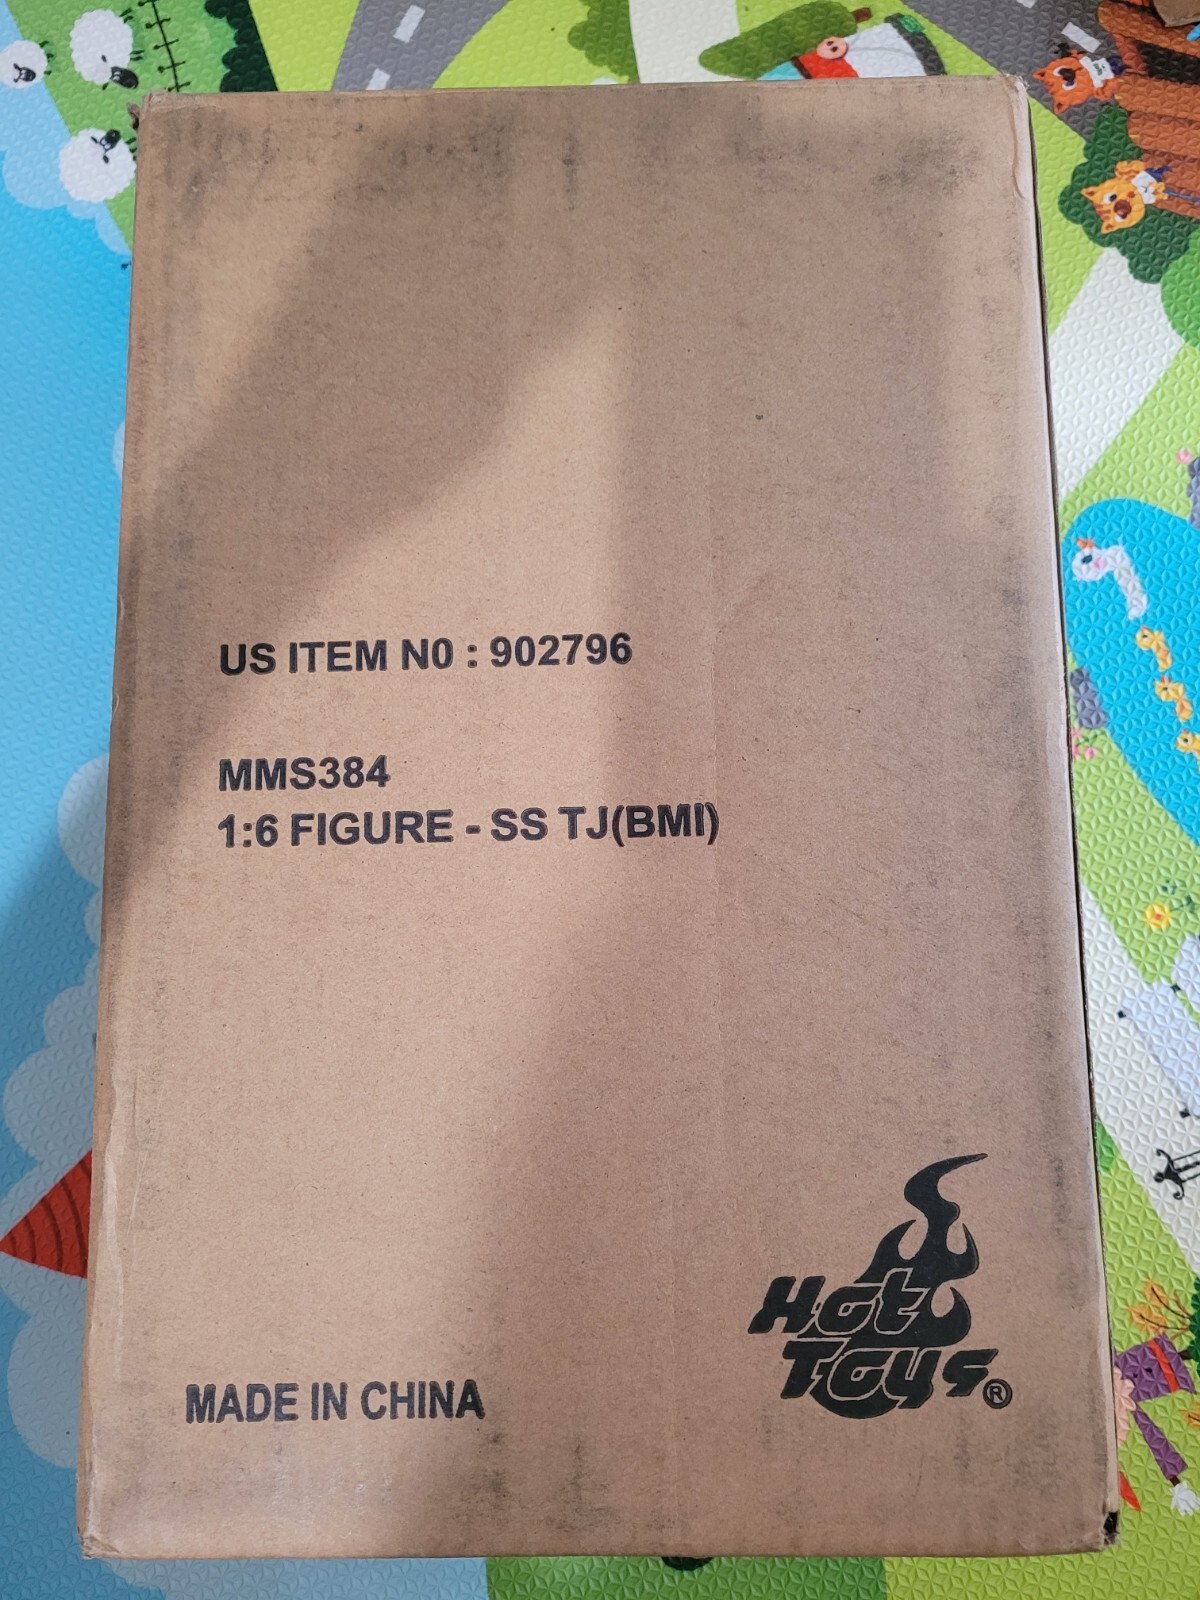 US ITEM N0 : 902796
MMS384
1:6 FIGURE - SS TJ(BMI)
Hot
Toys®
MADE IN CHINA